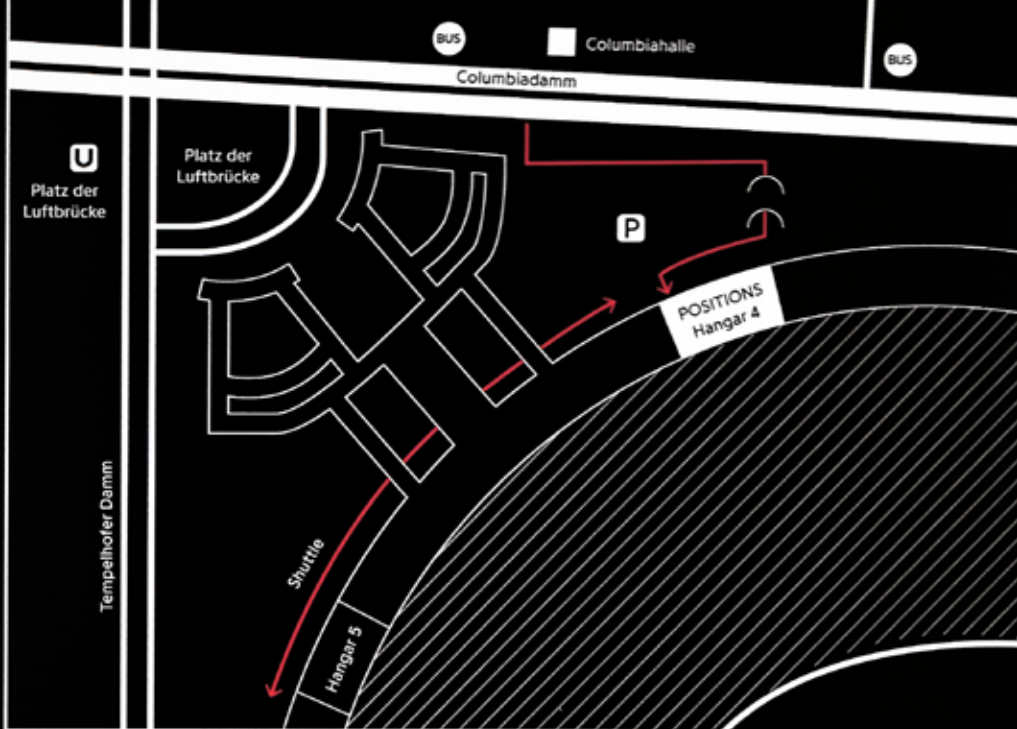 BUS
Columbiahalle
BUS
Columbiadamm
U
Platz der
Luftbrücke
Platz der
Luftbrücke
P
POSITIONS
Hangar 4
Tempelhofer Damm
Shuttle
Hangar 5